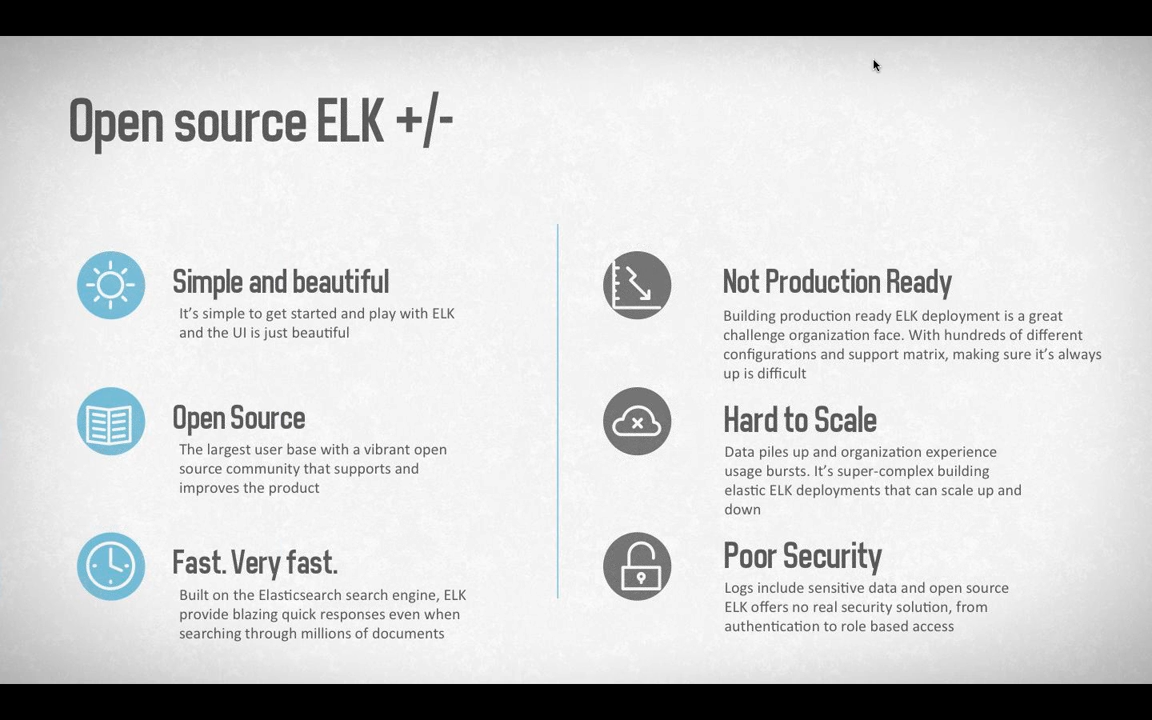 Open source ELK +/-
Simple and beautiful
It's simple to get started and play with ELK
and the UI is just beautiful
Open Source
The largest user base with a vibrant open
source community that supports and
improves the product
Fast. Very fast.
Built on the Elasticsearch search engine, ELK
provide blazing quick responses even when
searching through millions of documents
Not Production Ready
Building production ready ELK deployment is a great
challenge organization face. With hundreds of different
configurations and support matrix, making sure it's always
up is difficult
Hard to Scale
Data piles up and organization experience
usage bursts. It's super-complex building
elastic ELK deployments that can scale up and
down
Poor Security
Logs include sensitive data and open source
ELK offers no real security solution, from
authentication to role based access